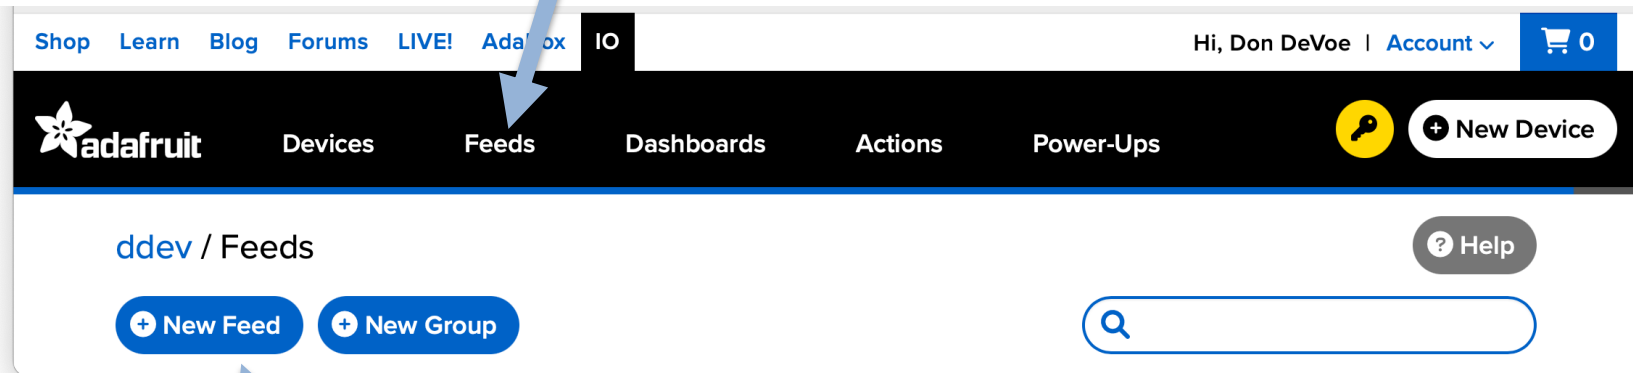 Shop Learn Blog Forums LIVE! IO Hi, Don DeVoe | Account 0
adafruit Devices Feeds Dashboards Actions Power-Ups New Device
ddev / Feeds Help
New Feed New Group